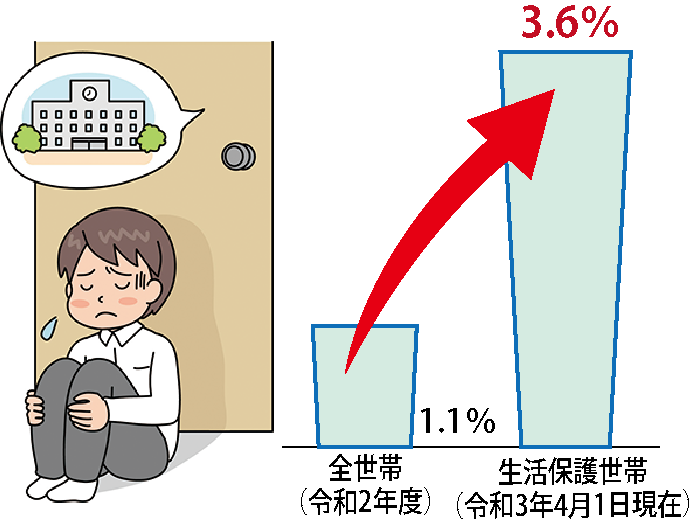 3.6%
1.1%
全世帯
（令和2年度）
生活保護世帯
（令和3年4月1日現在）